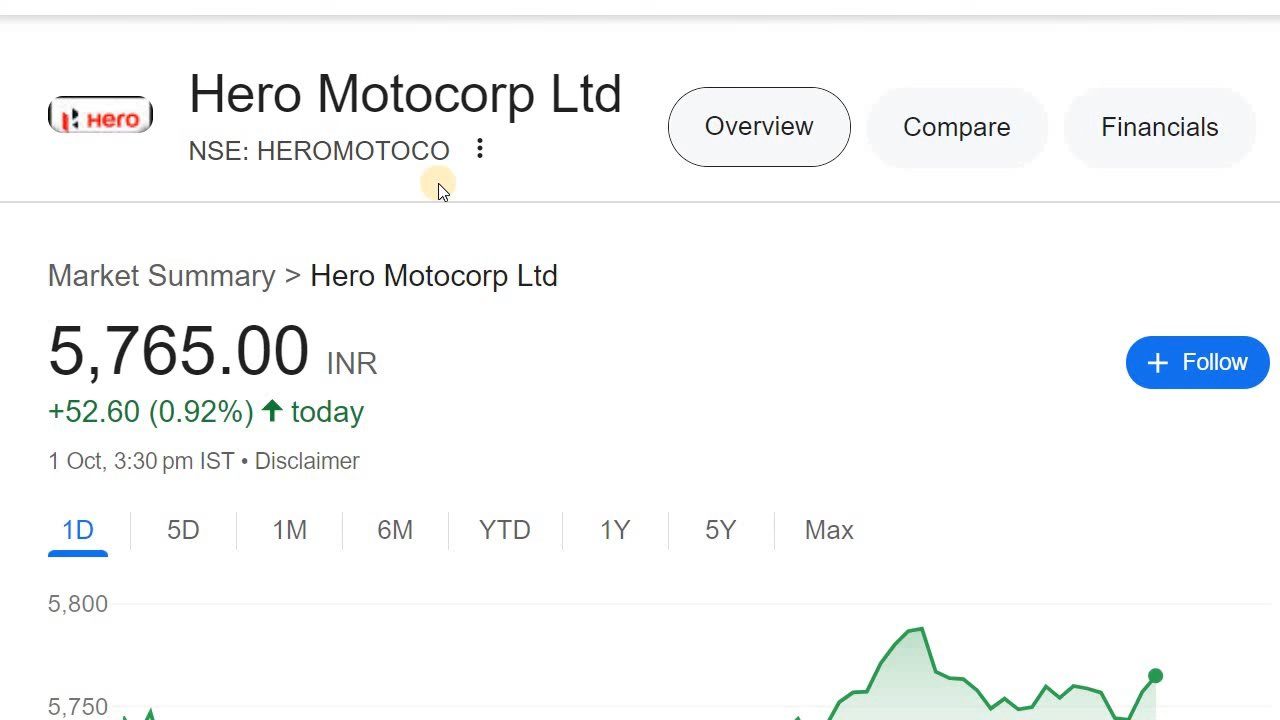 Hero
Hero Motocorp Ltd
NSE: HEROMOTOCO
Overview
Compare
Financials
Market Summary > Hero Motocorp Ltd
5,765.00 INR
+ Follow
+52.60 (0.92%) ↑ today
1 Oct, 3:30 pm IST • Disclaimer
1D 5D 1M 6M YTD 1Y 5Y Max
5,800
5,750